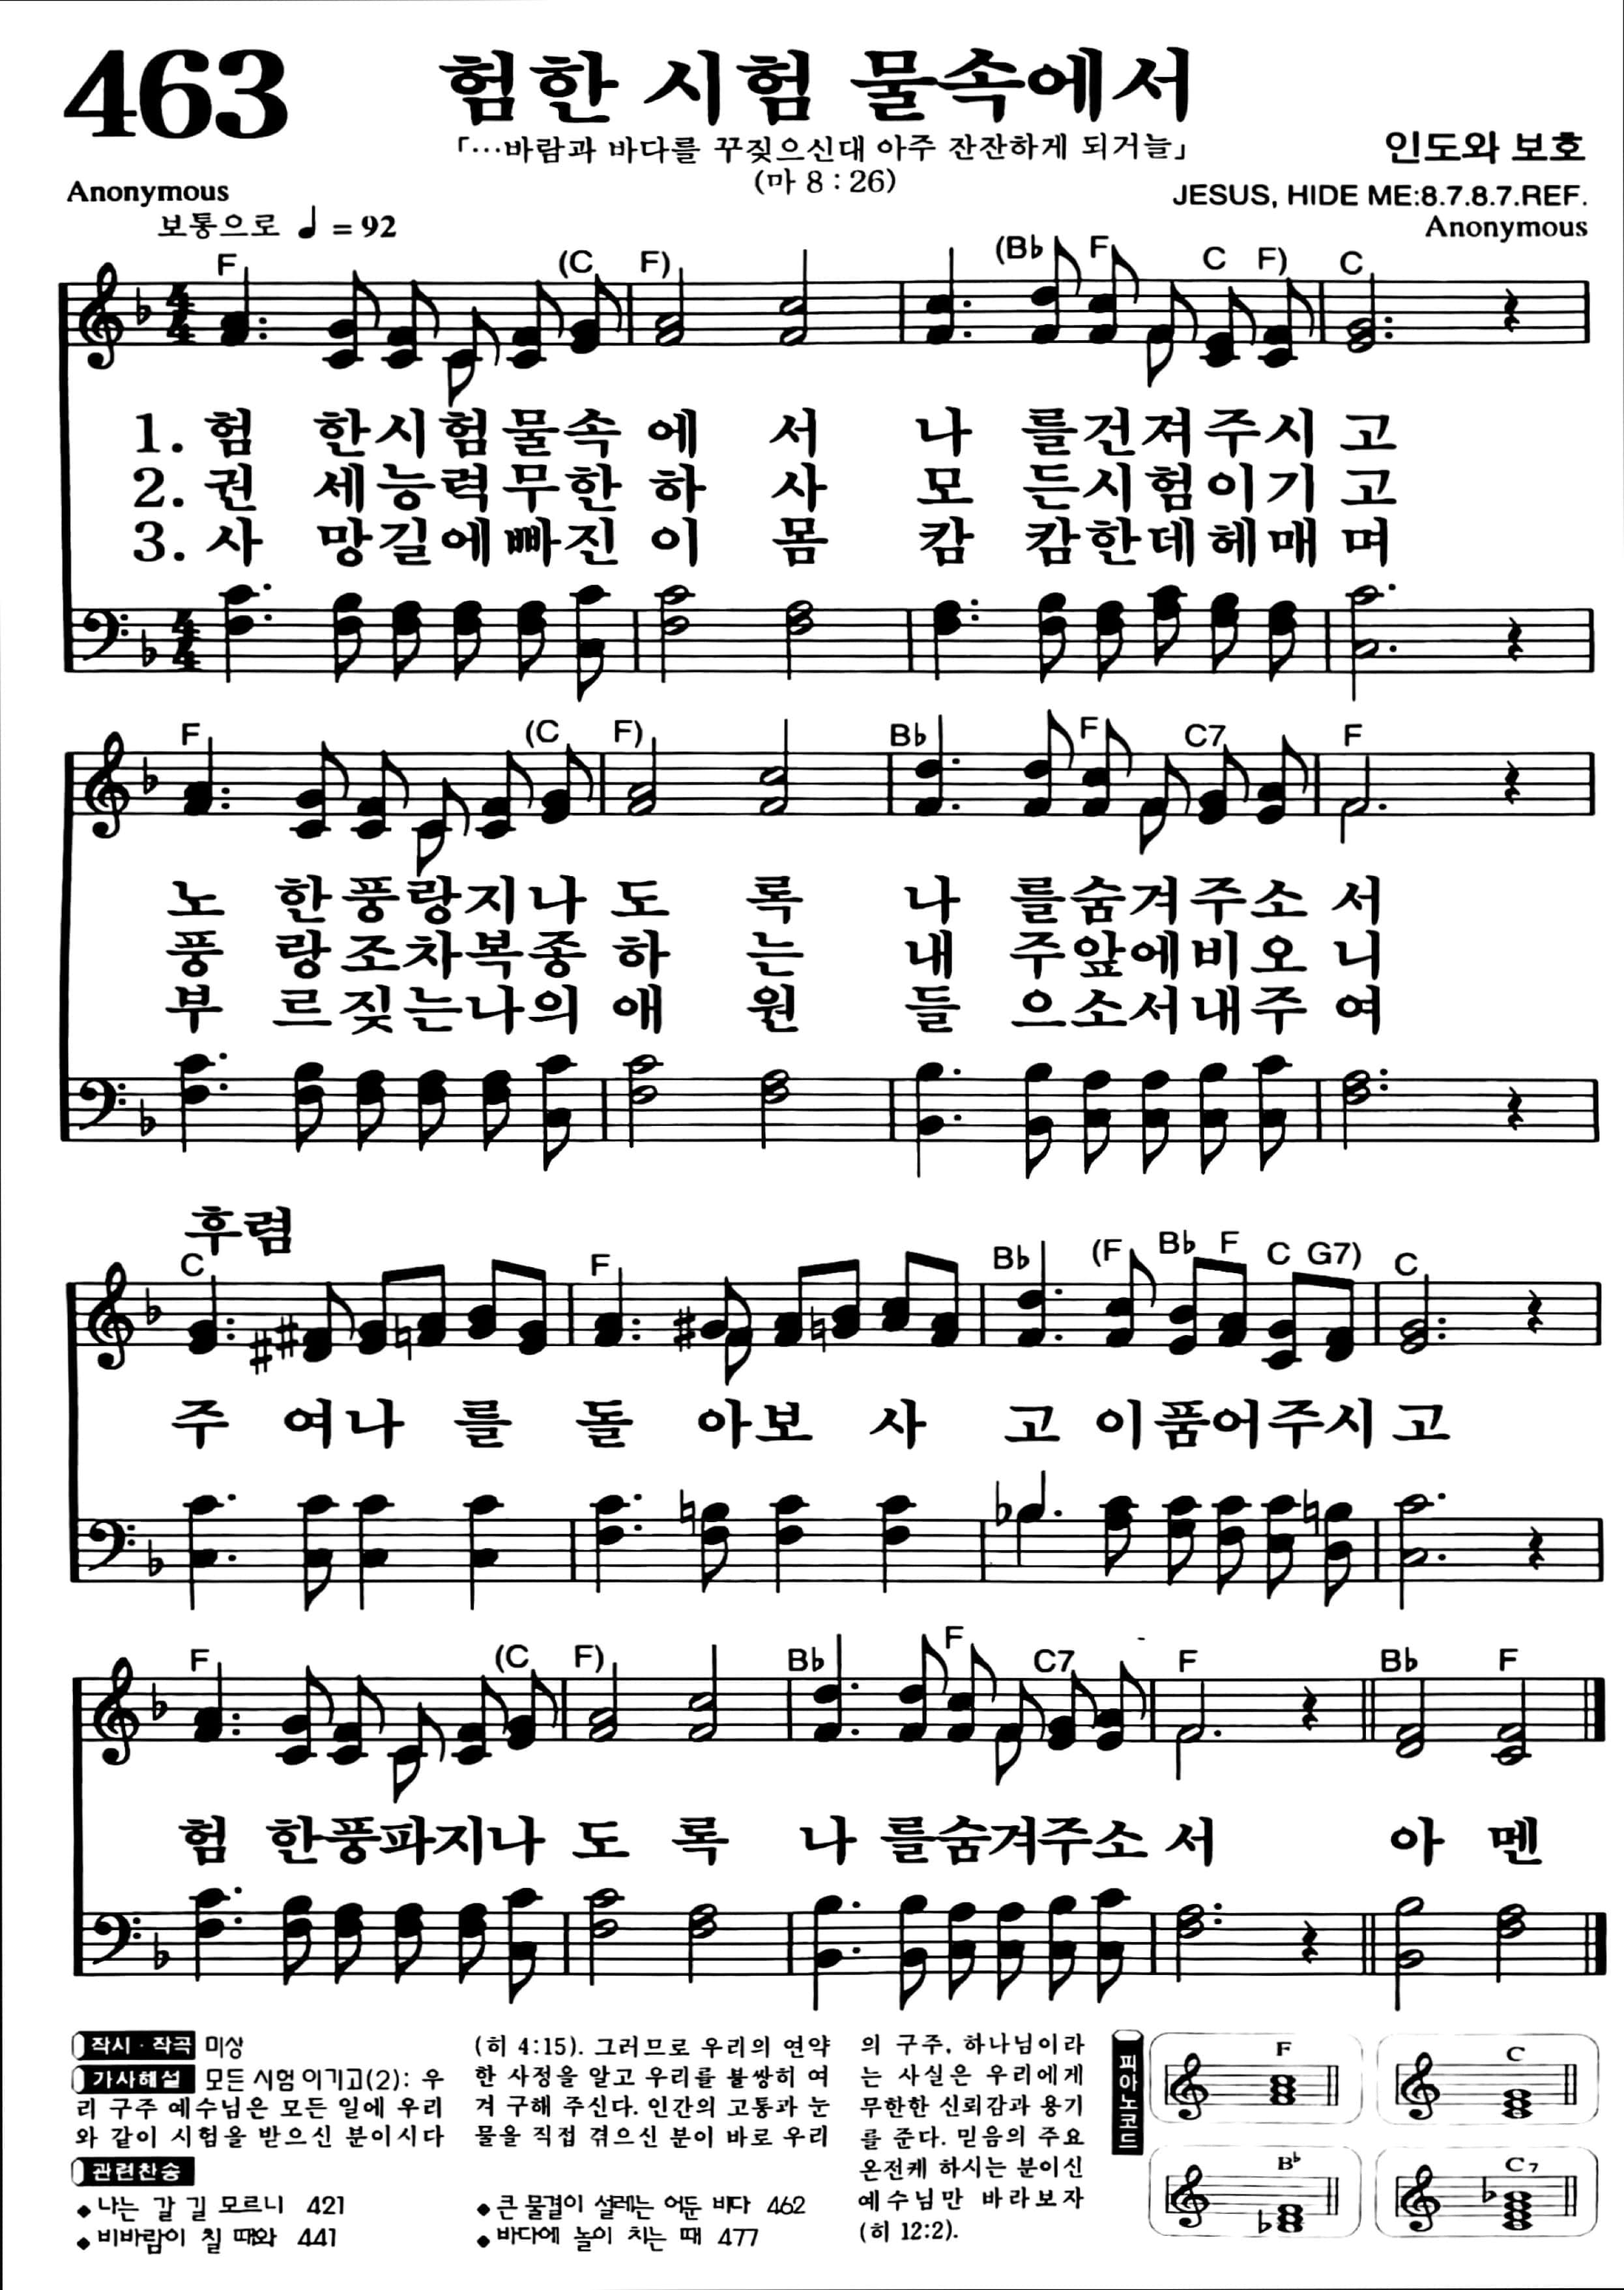 463
험한 시험 물속에서
「…바람과 바다를 꾸짖으신대 아주 잔잔하게 되거늘」
(마 8 : 26)
인도와 보호
Anonymous
JESUS, HIDE ME:8.7.8.7.REF.
보통으로 ♩ = 92
Anonymous
F (C F) (B♭ F C F) C
1. 험 한시험물속 에 서 나 를건져주시 고
2. 권 세능력무한 하 사 모 든시험이기 고
3. 사 망길에빠진 이 몸 캄 캄한데헤매 며
F (C F) B♭ F C7 F
노 한풍랑지나 도 록 나 를숨겨주소 서
풍 랑조차복종 하 는 내 주앞에비오 니
부 르짖는나의 애 원 들 으소서내주 여
후렴
C F B♭ (F B♭ F C G7) C
주 여나 를 돌 아보 사 고 이품어주시 고
F (C F) B♭ F C7 F B♭ F
험 한풍파지나 도 록 나 를숨겨주소 서 아 멘
작시 · 작곡 미상
가사해설 모든 시험 이기고(2): 우
리 구주 예수님은 모든 일에 우리
와 같이 시험을 받으신 분이시다
(히 4:15). 그러므로 우리의 연약
한 사정을 알고 우리를 불쌍히 여
겨 구해 주신다. 인간의 고통과 눈
물을 직접 겪으신 분이 바로 우리
의 구주, 하나님이라
는 사실은 우리에게
무한한 신뢰감과 용기
를 준다. 믿음의 주요
온전케 하시는 분이신
예수님만 바라보자
(히 12:2).
관련찬송
◆나는 갈 길 모르니 421
◆비바람이 칠 때와 441
◆큰 물결이 설레는 어둔 바다 462
◆바다에 놀이 치는 때 477
피아노코드
F
C
B♭
C7